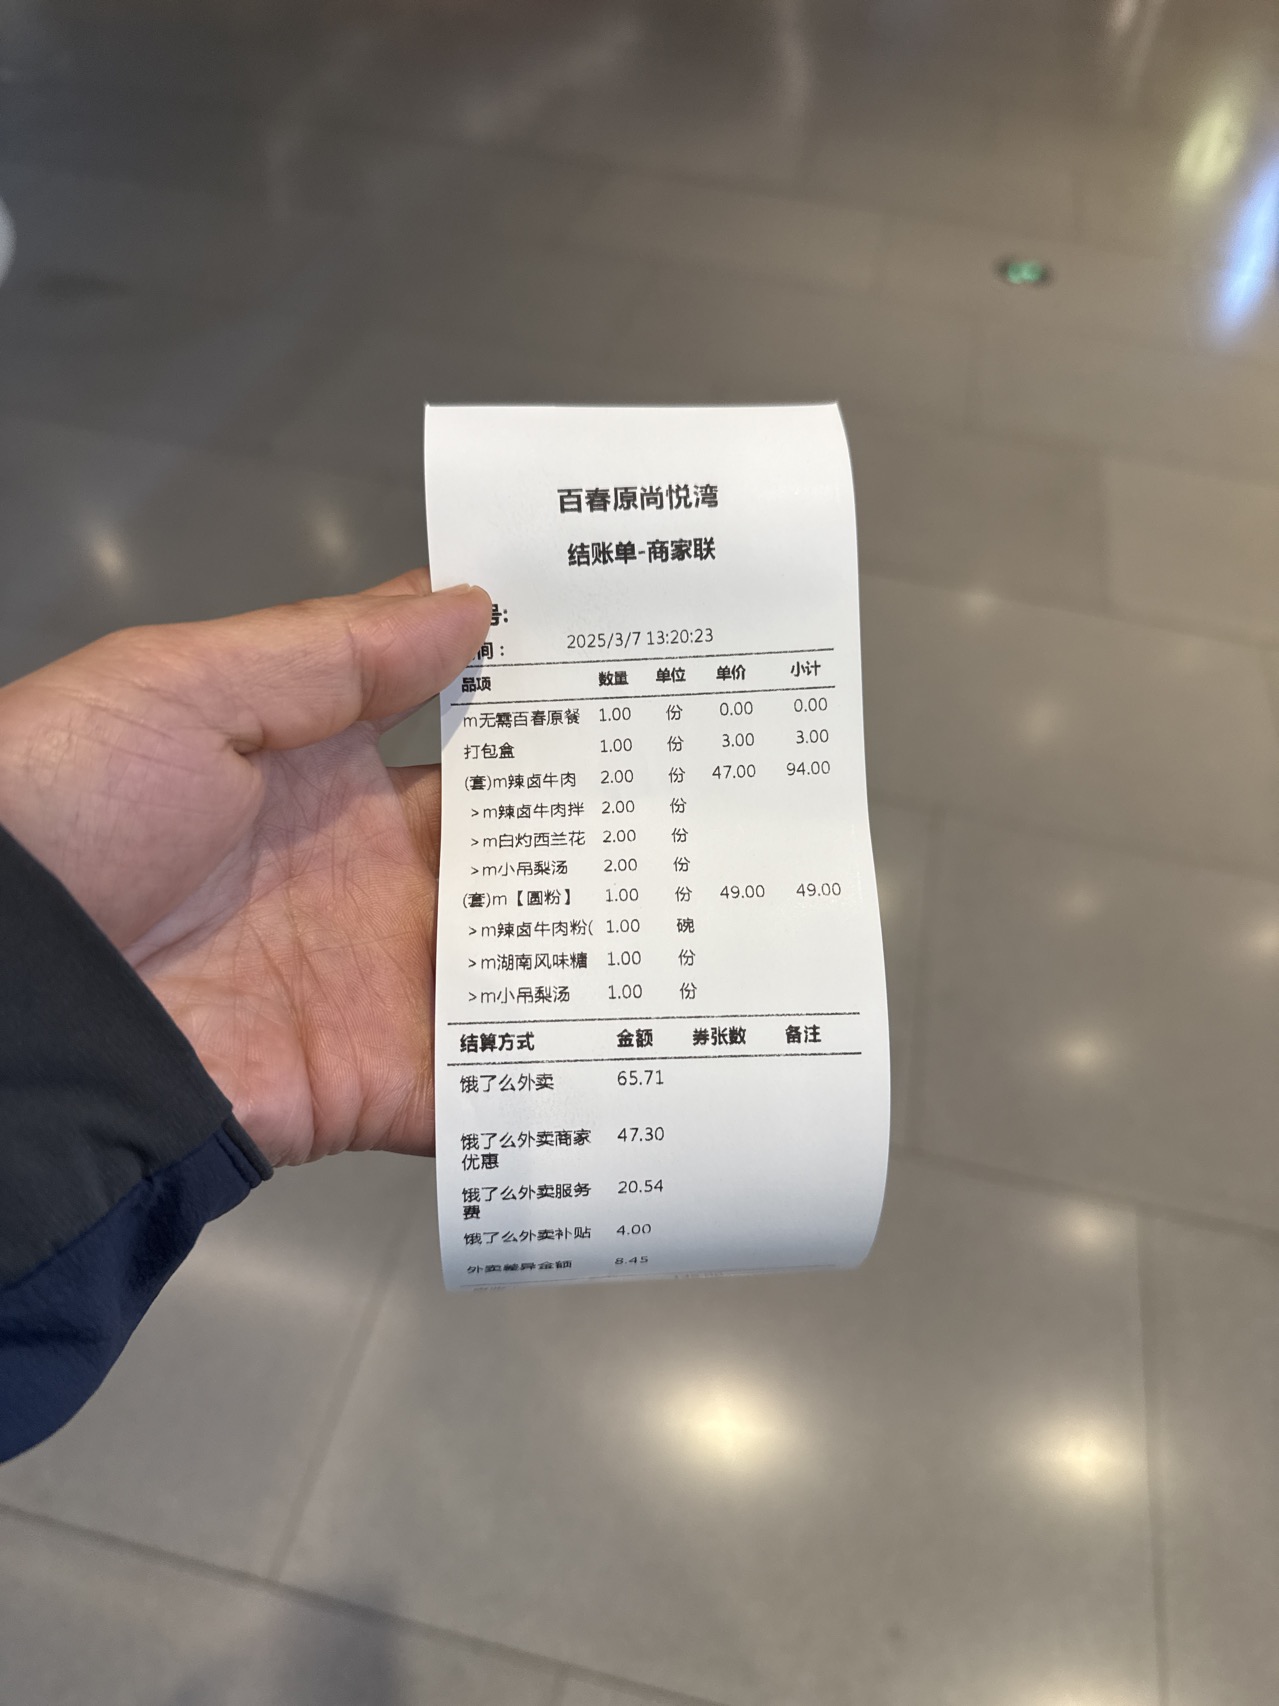 百春原尚悦湾
结账单-商家联
号:
间： 2025/3/7 13:20:23
品项 数量 单位 单价 小计
m无需百春原餐 1.00 份 0.00 0.00
打包盒 1.00 份 3.00 3.00
(套)m辣卤牛肉 2.00 份 47.00 94.00
>m辣卤牛肉拌 2.00 份
>m白灼西兰花 2.00 份
>m小吊梨汤 2.00 份
(套)m【圆粉】 1.00 份 49.00 49.00
>m辣卤牛肉粉( 1.00 碗
>m湖南风味糖 1.00 份
>m小吊梨汤 1.00 份
结算方式 金额 券张数 备注
饿了么外卖 65.71
饿了么外卖商家 47.30
优惠
饿了么外卖服务 20.54
费
饿了么外卖补贴 4.00
外卖差异金额 8.45